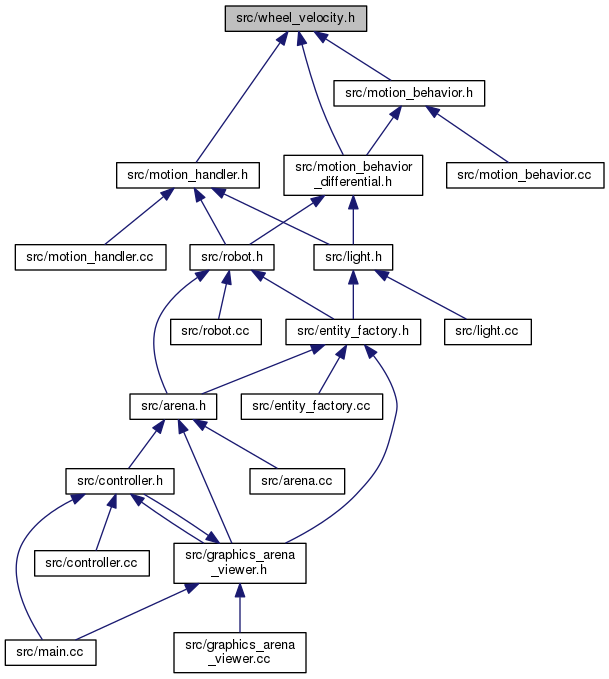 src/wheel_velocity.h
src/motion_behavior.h
src/motion_handler.h
src/motion_behavior
_differential.h
src/motion_behavior.cc
src/motion_handler.cc
src/robot.h
src/light.h
src/robot.cc
src/entity_factory.h
src/light.cc
src/arena.h
src/entity_factory.cc
src/controller.h
src/arena.cc
src/controller.cc
src/graphics_arena
_viewer.h
src/main.cc
src/graphics_arena
_viewer.cc